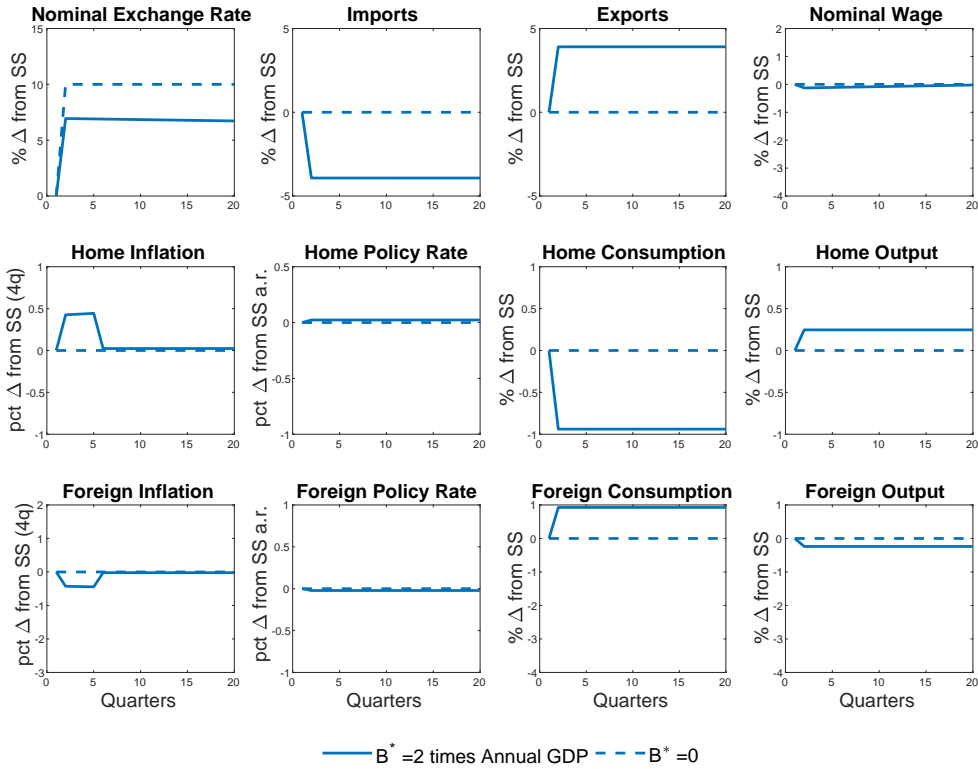 Nominal Exchange Rate
% Δ from SS
15
10
5
0
0 5 10 15 20
Imports
% Δ from SS
5
0
-5
0 5 10 15 20
Exports
% Δ from SS
5
0
-5
0 5 10 15 20
Nominal Wage
% Δ from SS
2
1
0
-1
-2
-3
-4
0 5 10 15 20
Home Inflation
pct Δ from SS (4q)
1
0.5
0
-0.5
-1
0 5 10 15 20
Home Policy Rate
pct Δ from SS a.r.
0.5
0
-0.5
-1
0 5 10 15 20
Home Consumption
% Δ from SS
1
0.5
0
-0.5
-1
0 5 10 15 20
Home Output
% Δ from SS
1
0.5
0
-0.5
-1
0 5 10 15 20
Foreign Inflation
pct Δ from SS (4q)
2
1
0
-1
-2
-3
0 5 10 15 20
Quarters
Foreign Policy Rate
pct Δ from SS a.r.
1
0.5
0
-0.5
-1
0 5 10 15 20
Quarters
Foreign Consumption
% Δ from SS
1
0
-1
-2
-3
-4
0 5 10 15 20
Quarters
Foreign Output
% Δ from SS
1
0
-1
-2
-3
-4
0 5 10 15 20
Quarters
B* =2 times Annual GDP B* =0